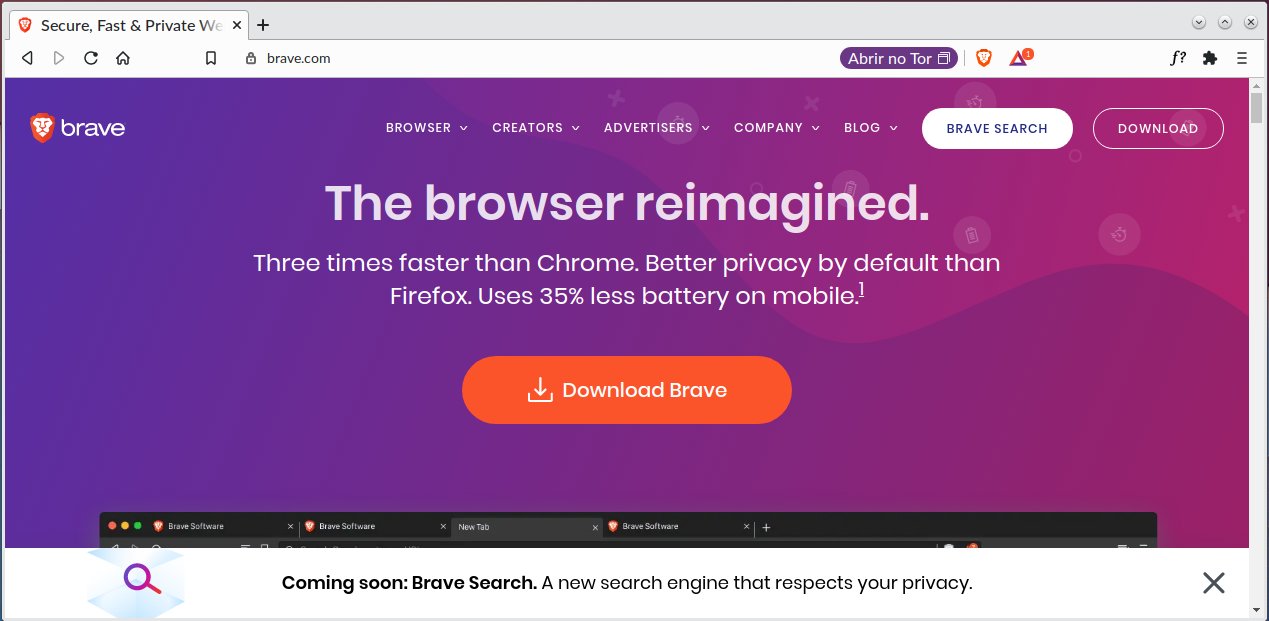 Secure, Fast & Private We
brave.com
Abrir no Tor
1
f?
brave
BROWSER
CREATORS
ADVERTISERS
COMPANY
BLOG
BRAVE SEARCH
DOWNLOAD
The browser reimagined.
Three times faster than Chrome. Better privacy by default than
Firefox. Uses 35% less battery on mobile.1
Download Brave
Brave Software
Brave Software
New Tab
Brave Software
Coming soon: Brave Search. A new search engine that respects your privacy.